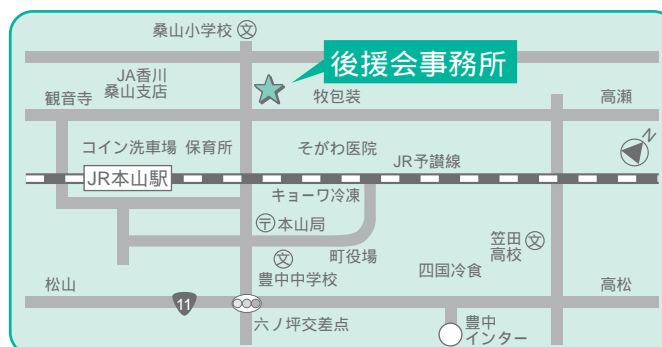 桑山小学校 文
後援会事務所
JA香川
桑山支店
観音寺
牧包装
高瀬
コイン洗車場 保育所
そがわ医院
JR予讃線
N
JR本山駅
キョーワ冷凍
〒本山局
笠田
高校
文
文
豊中中学校
町役場
四国冷食
松山
高松
11
六ノ坪交差点
豊中
インター